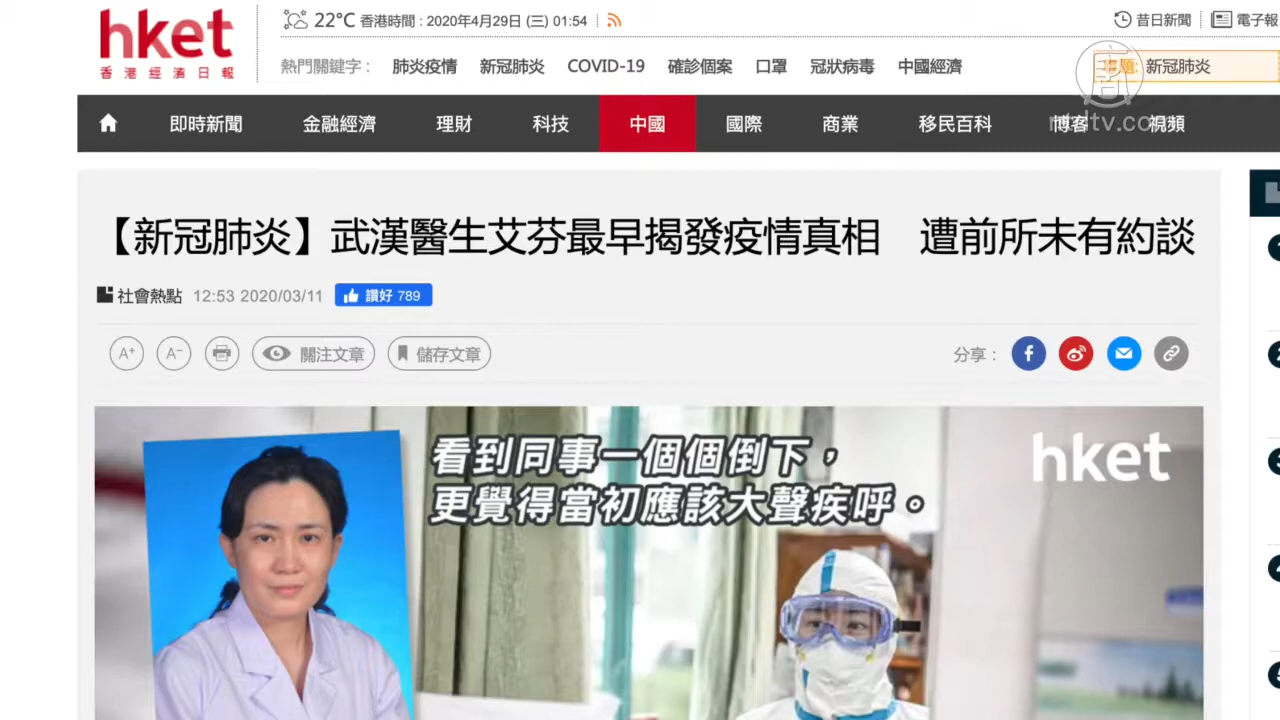 hket
香港經濟日報
22°C 香港時間 : 2020年4月29日 (三) 01:54
昔日新聞
電子報
熱門關鍵字 : 肺炎疫情 新冠肺炎 COVID-19 確診個案 口罩 冠狀病毒 中國經濟
新冠肺炎
即時新聞 金融經濟 理財 科技 中國 國際 商業 移民百科 博客 視頻
【新冠肺炎】武漢醫生艾芬最早揭發疫情真相 遭前所未有約談
社會熱點 12:53 2020/03/11 讚好 789
A+ A- 關注文章 儲存文章 分享 :
看到同事一個個倒下，
更覺得當初應該大聲疾呼。
hket